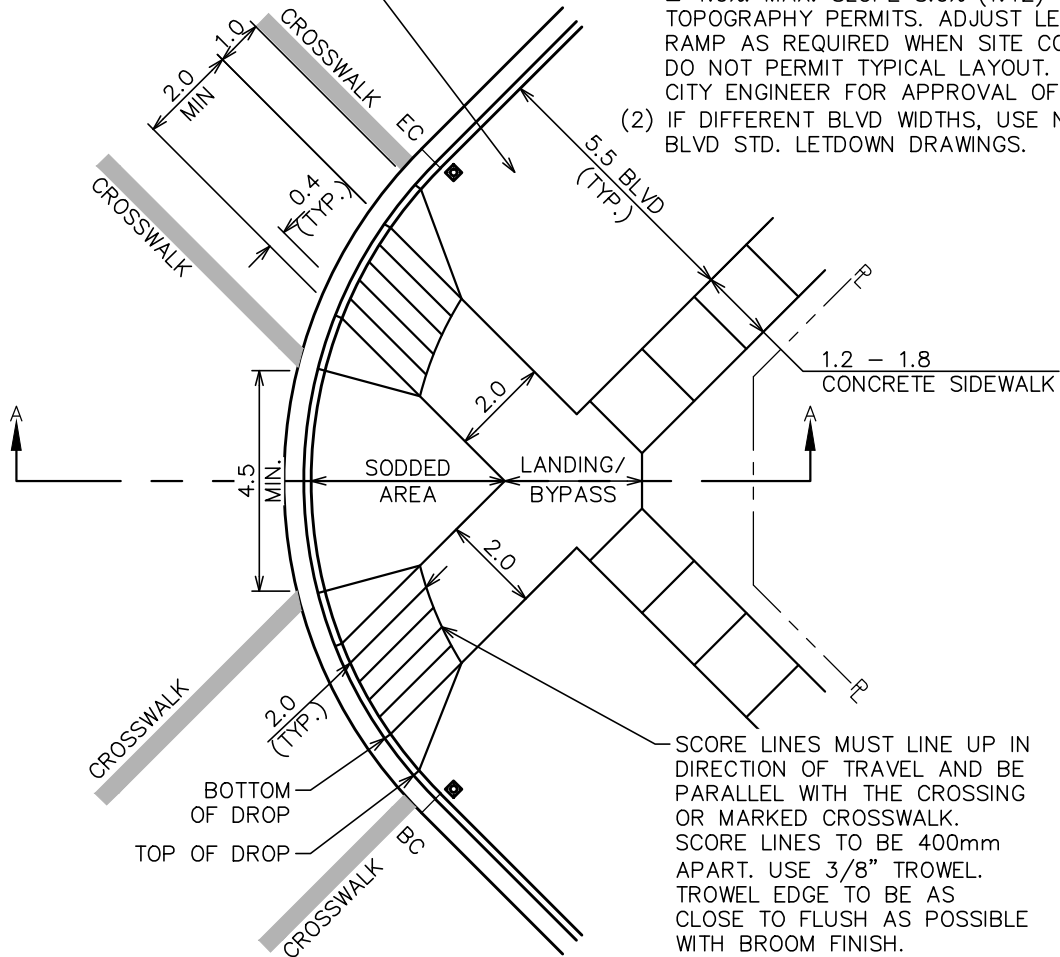 TOPOGRAPHY PERMITS. ADJUST LE
RAMP AS REQUIRED WHEN SITE CO
DO NOT PERMIT TYPICAL LAYOUT.
CITY ENGINEER FOR APPROVAL OF
(2) IF DIFFERENT BLVD WIDTHS, USE N
BLVD STD. LETDOWN DRAWINGS.
1.0
CROSSWALK
2.0
MIN
EC
CROSSWALK
0.4
(TYP.)
5.5 BLVD
(TYP.)
PL
1.2 – 1.8
CONCRETE SIDEWALK
2.0
A
A
4.5
MIN.
SODDED
AREA
LANDING/
BYPASS
2.0
CROSSWALK
2.0
(TYP.)
PL
BOTTOM
OF DROP
TOP OF DROP
BC
CROSSWALK
SCORE LINES MUST LINE UP IN
DIRECTION OF TRAVEL AND BE
PARALLEL WITH THE CROSSING
OR MARKED CROSSWALK.
SCORE LINES TO BE 400mm
APART. USE 3/8" TROWEL.
TROWEL EDGE TO BE AS
CLOSE TO FLUSH AS POSSIBLE
WITH BROOM FINISH.